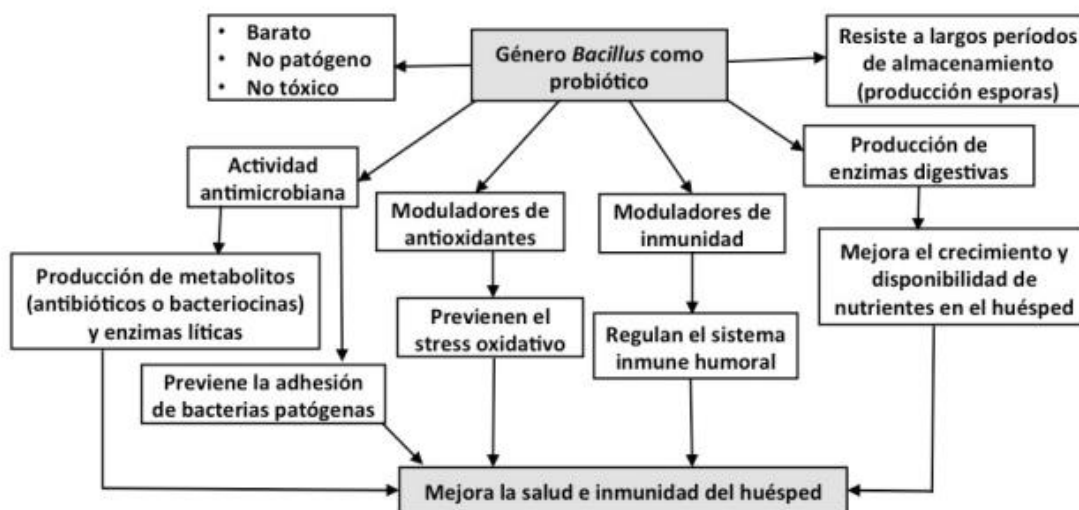 • Barato
• No patógeno
• No tóxico
Género Bacillus como
probiótico
Resiste a largos períodos
de almacenamiento
(producción esporas)
Actividad
antimicrobiana
Moduladores de
antioxidantes
Moduladores de
inmunidad
Producción de
enzimas digestivas
Producción de metabolitos
(antibióticos o bacteriocinas)
y enzimas líticas
Previenen el
stress oxidativo
Regulan el sistema
inmune humoral
Mejora el crecimiento y
disponibilidad de
nutrientes en el huésped
Previene la adhesión
de bacterias patógenas
Mejora la salud e inmunidad del huésped